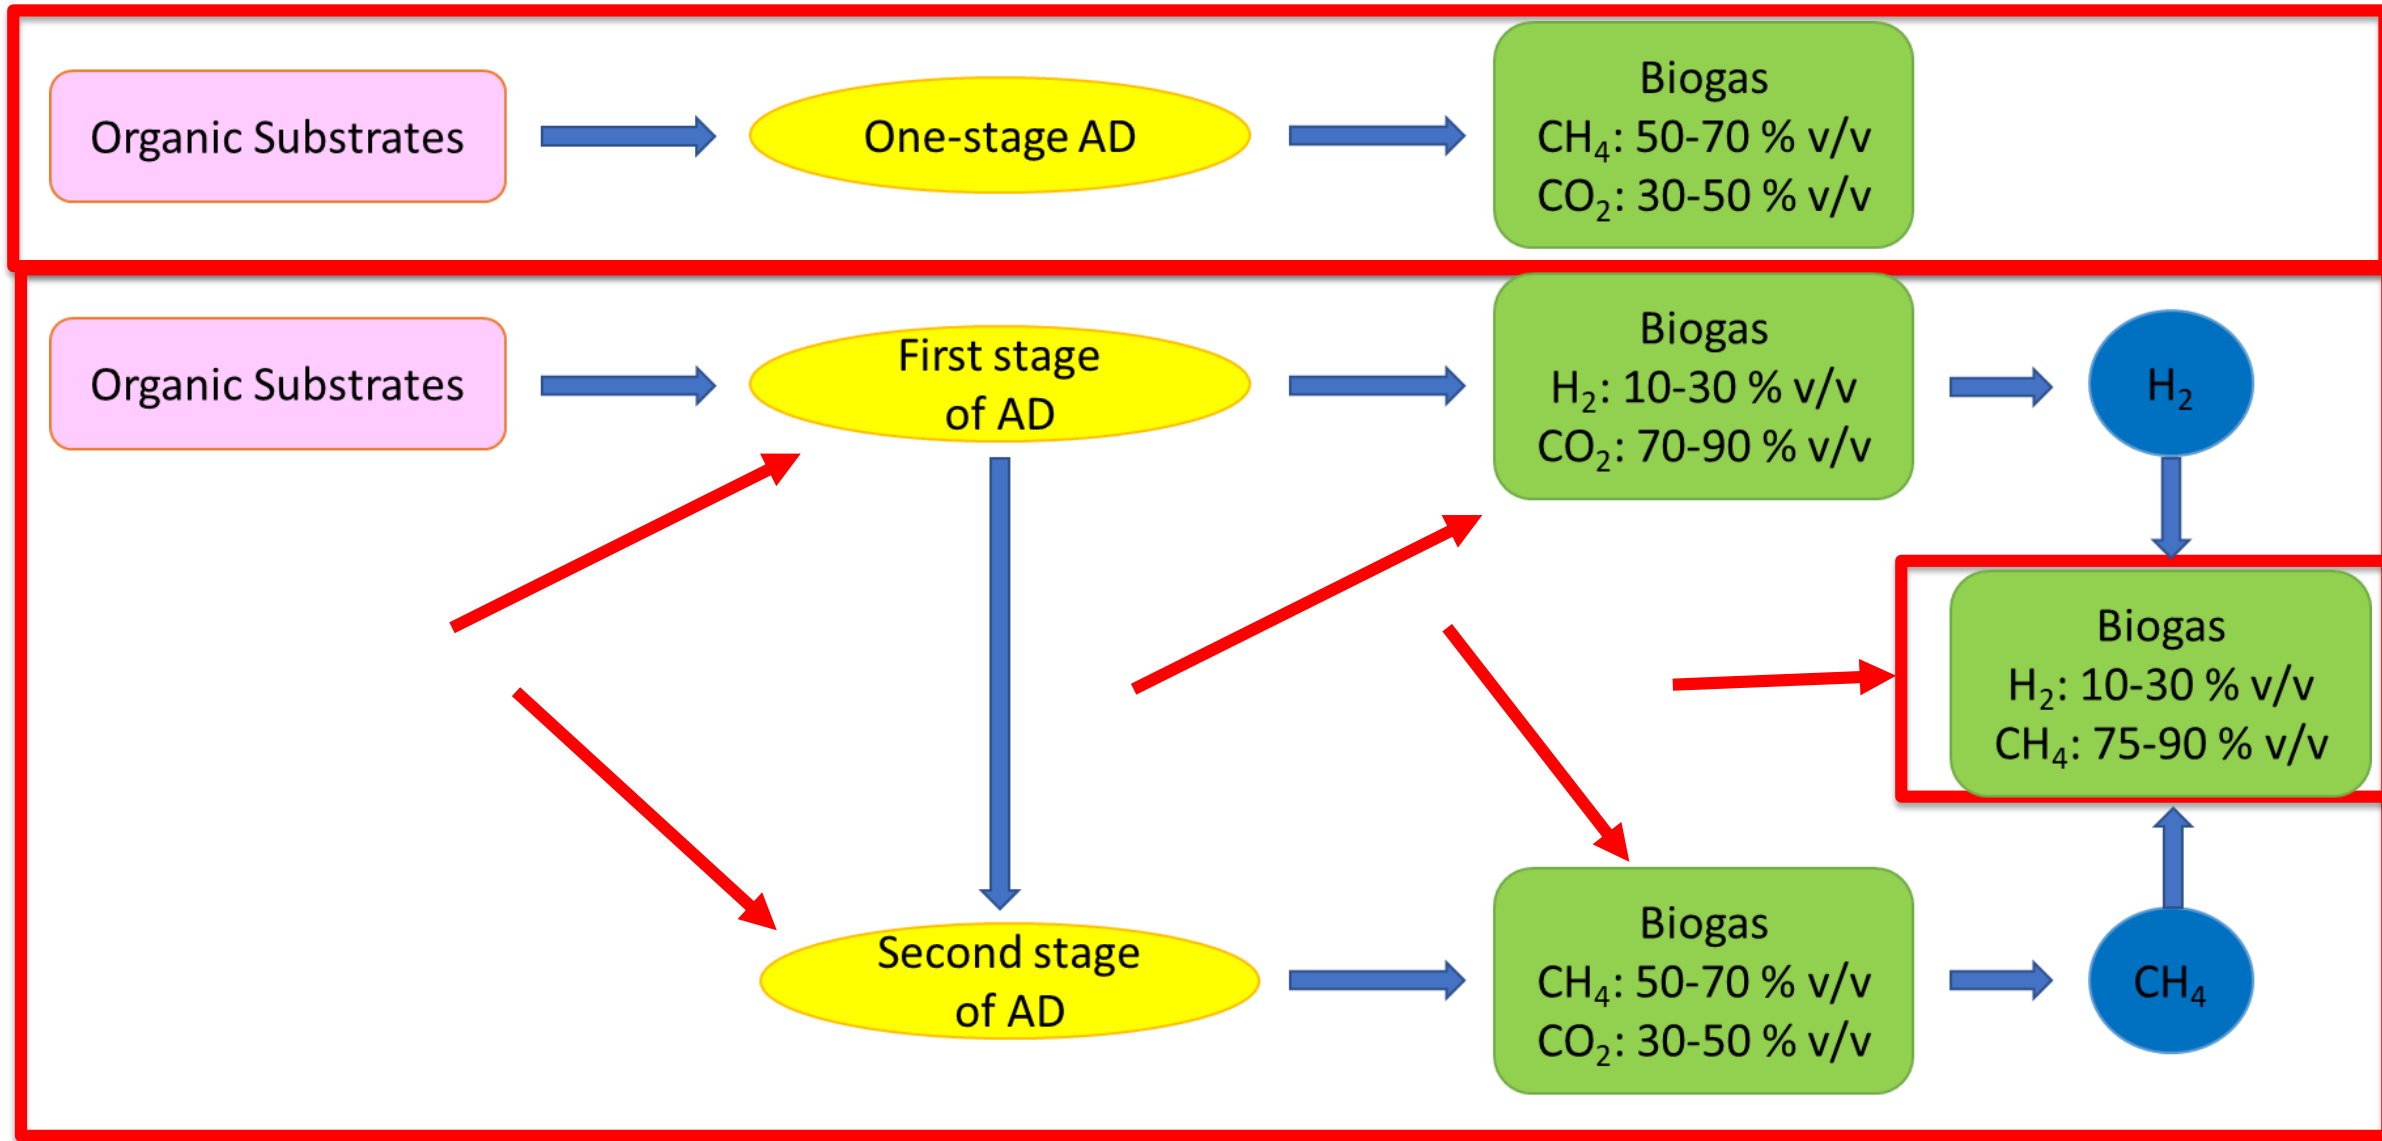 Organic Substrates
One-stage AD
Biogas
CH₄: 50-70 % v/v
CO₂: 30-50 % v/v
Organic Substrates
First stage
of AD
Biogas
H₂: 10-30 % v/v
CO₂: 70-90 % v/v
H₂
Biogas
H₂: 10-30 % v/v
CH₄: 75-90 % v/v
Second stage
of AD
Biogas
CH₄: 50-70 % v/v
CO₂: 30-50 % v/v
CH₄